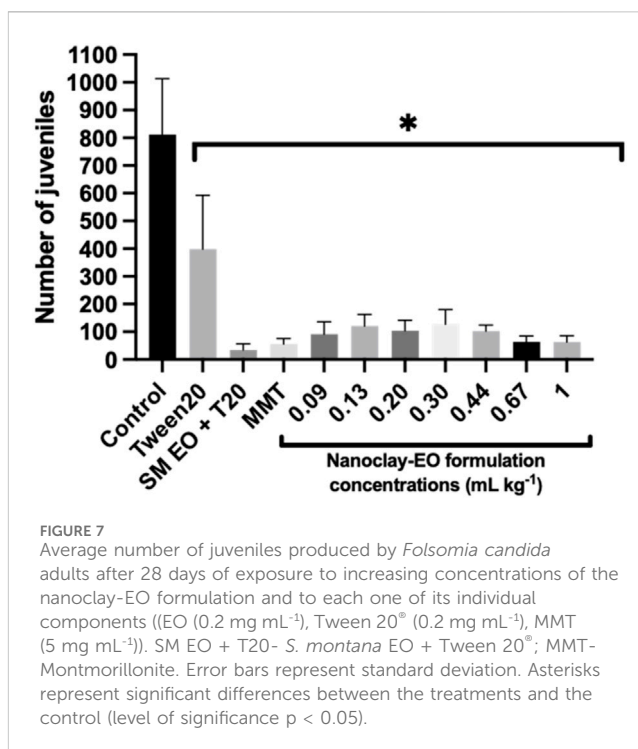 1100
1000
900
800
700
600
500
400
300
200
100
0
Number of juveniles
*
Control
Tween20
SM EO + T20
MMT
0.09
0.13
0.20
0.30
0.44
0.67
1
Nanoclay-EO formulation
concentrations (mL kg⁻¹)
FIGURE 7
Average number of juveniles produced by Folsomia candida
adults after 28 days of exposure to increasing concentrations of the
nanoclay-EO formulation and to each one of its individual
components ((EO (0.2 mg mL⁻¹), Tween 20® (0.2 mg mL⁻¹), MMT
(5 mg mL⁻¹)). SM EO + T20- S. montana EO + Tween 20®; MMT-
Montmorillonite. Error bars represent standard deviation. Asterisks
represent significant differences between the treatments and the
control (level of significance p < 0.05).